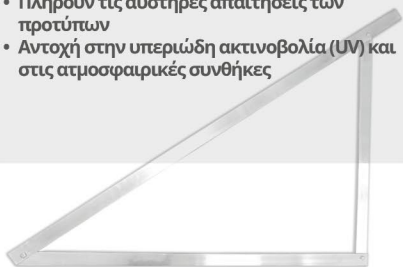 • Πληρούν τις αυστηρές απαιτήσεις των
προτύπων
• Αντοχή στην υπεριώδη ακτινοβολία (UV) και
στις ατμοσφαιρικές συνθήκες